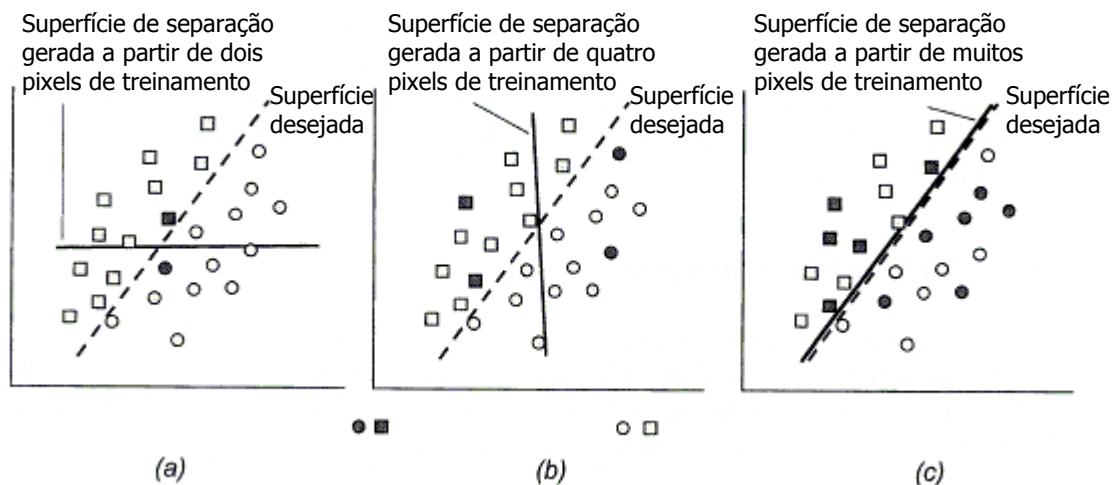 Superfície de separação
gerada a partir de dois
pixels de treinamento
Superfície
desejada
Superfície de separação
gerada a partir de quatro
pixels de treinamento
Superfície
desejada
Superfície de separação
gerada a partir de muitos
pixels de treinamento
Superfície
desejada
(a)
(b)
(c)